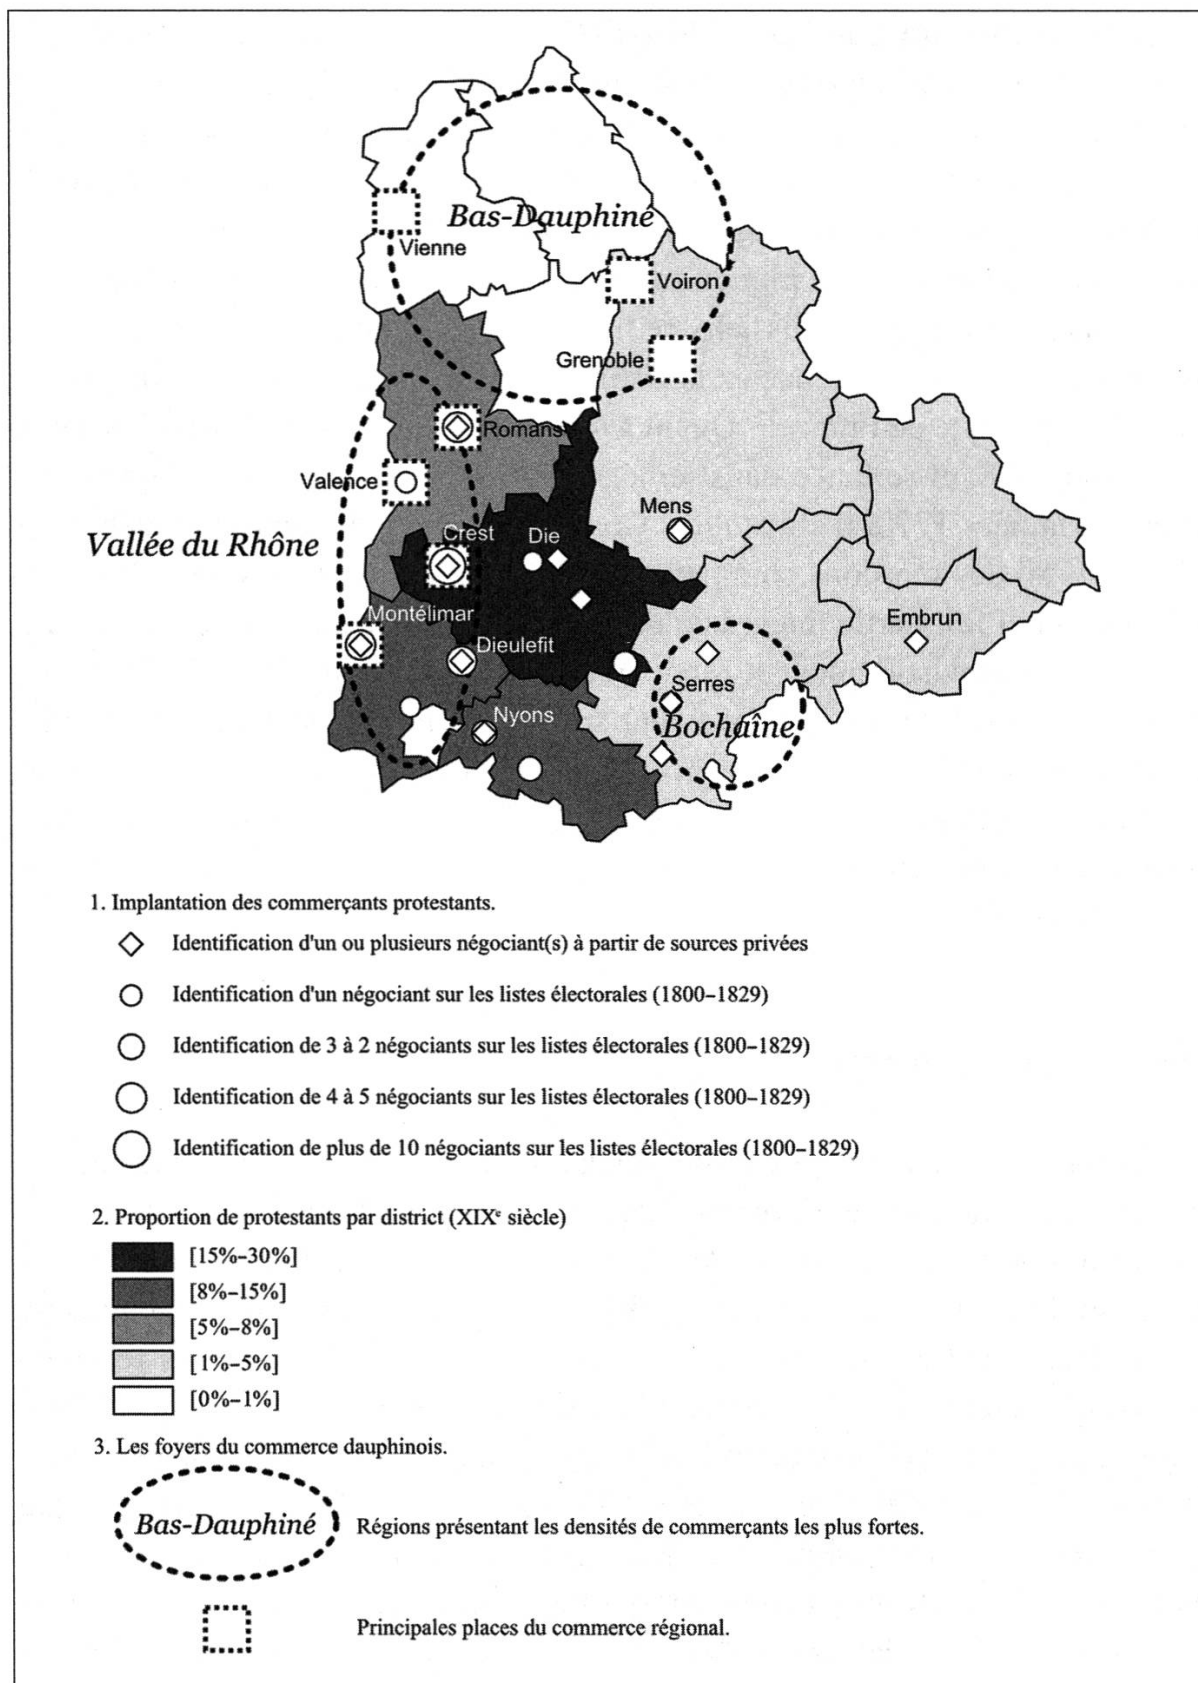 Bas-Dauphiné
Vienne
Voiron
Grenoble
Romans
Valence
Mens
Vallée du Rhône
Crest
Die
Montélimar
Embrun
Dieulefit
Serres
Nyons
Bochaîne
1. Implantation des commerçants protestants.
Identification d'un ou plusieurs négociant(s) à partir de sources privées
Identification d'un négociant sur les listes électorales (1800–1829)
Identification de 3 à 2 négociants sur les listes électorales (1800–1829)
Identification de 4 à 5 négociants sur les listes électorales (1800–1829)
Identification de plus de 10 négociants sur les listes électorales (1800–1829)
2. Proportion de protestants par district (XIXe siècle)
[15%–30%]
[8%–15%]
[5%–8%]
[1%–5%]
[0%–1%]
3. Les foyers du commerce dauphinois.
Bas-Dauphiné
Régions présentant les densités de commerçants les plus fortes.
Principales places du commerce régional.